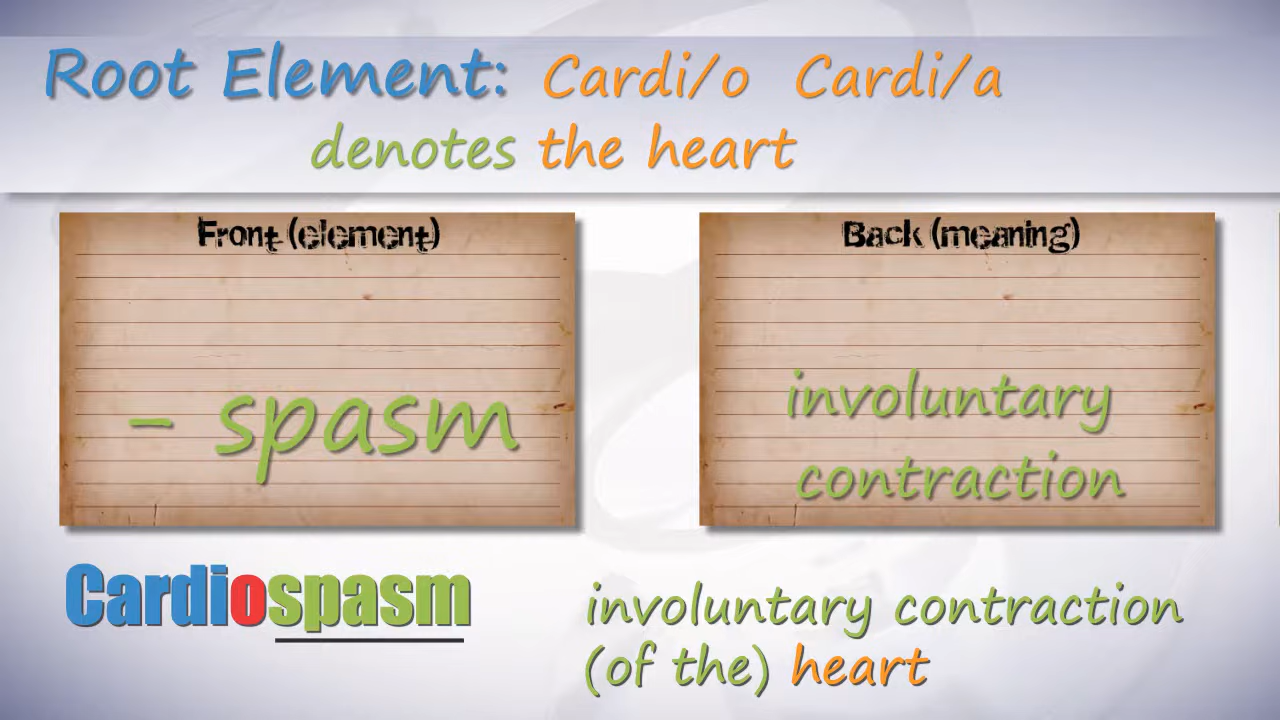 Root Element: Cardi/o Cardi/a
denotes the heart
Front (element)
- spasm
Back (meaning)
involuntary
contraction
Cardiospasm
involuntary contraction
(of the) heart